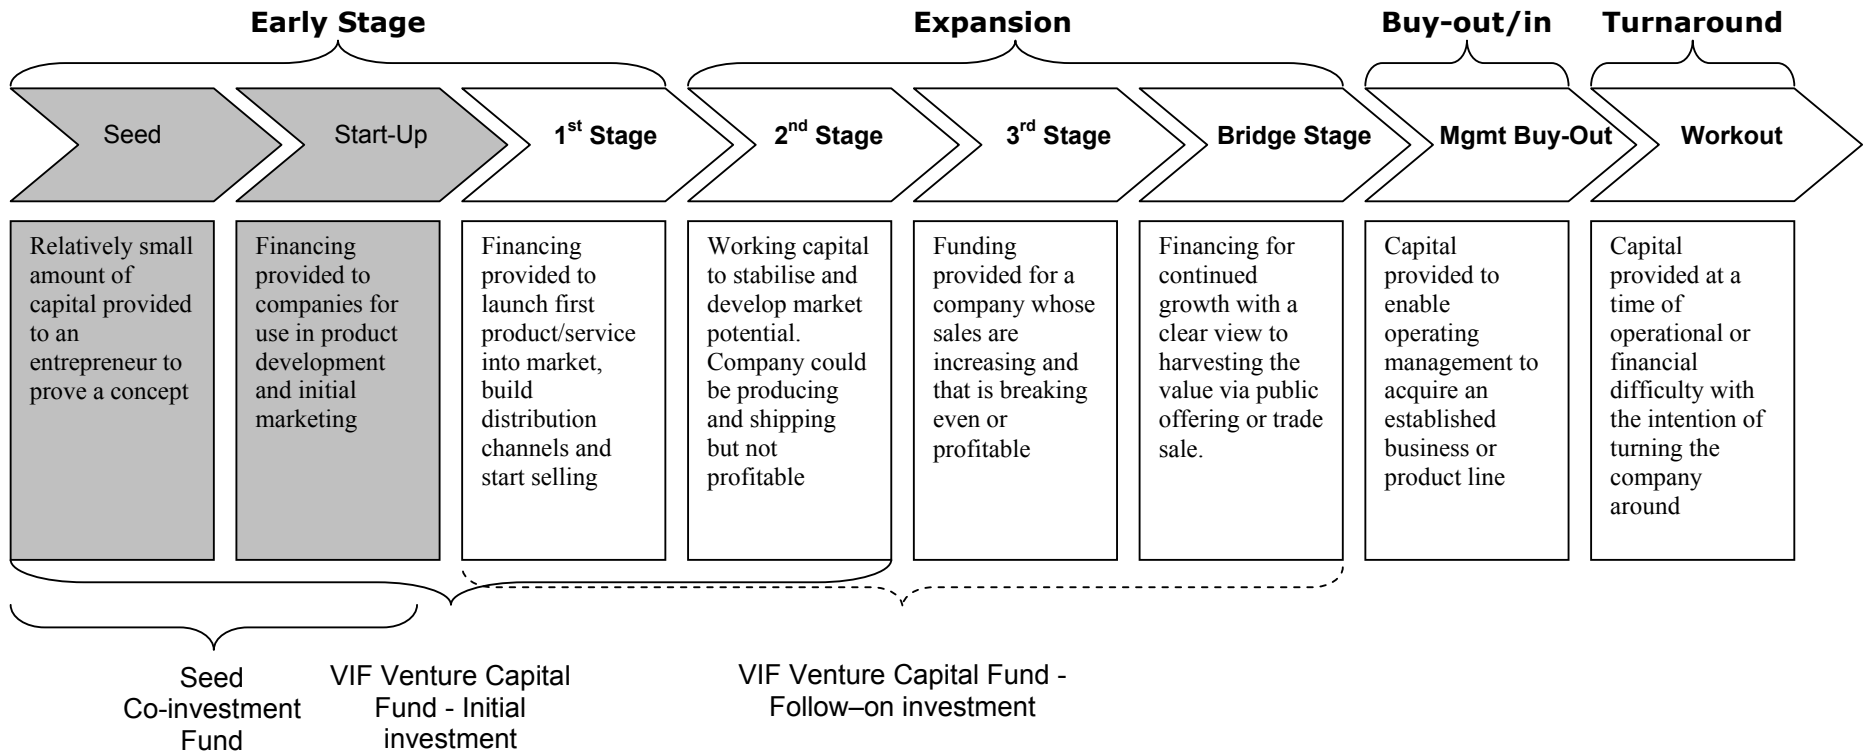 Early Stage
Expansion
Buy-out/in
Turnaround
Seed
Start-Up
1st Stage
2nd Stage
3rd Stage
Bridge Stage
Mgmt Buy-Out
Workout
Relatively small
amount of
capital provided
to an
entrepreneur to
prove a concept
Financing
provided to
companies for
use in product
development
and initial
marketing
Financing
provided to
launch first
product/service
into market,
build
distribution
channels and
start selling
Working capital
to stabilise and
develop market
potential.
Company could
be producing
and shipping
but not
profitable
Funding
provided for a
company whose
sales are
increasing and
that is breaking
even or
profitable
Financing for
continued
growth with a
clear view to
harvesting the
value via public
offering or trade
sale.
Capital
provided to
enable
operating
management to
acquire an
established
business or
product line
Capital
provided at a
time of
operational or
financial
difficulty with
the intention of
turning the
company
around
Seed
Co-investment
Fund
VIF Venture Capital
Fund - Initial
investment
VIF Venture Capital Fund -
Follow–on investment